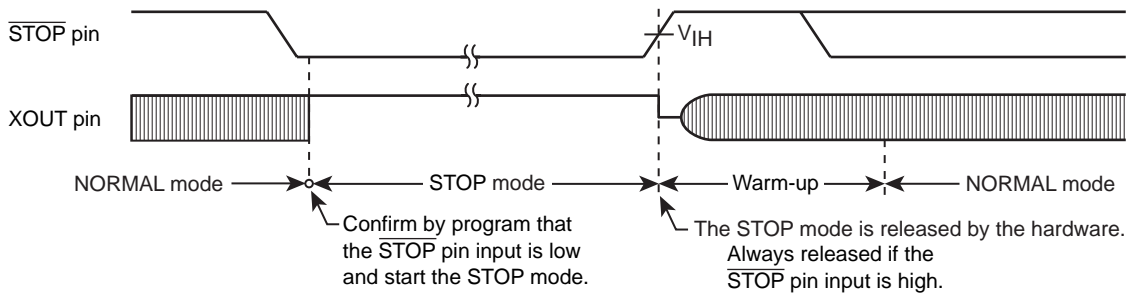 STOP pin
VIH
XOUT pin
NORMAL mode
STOP mode
Warm-up
NORMAL mode
Confirm by program that
the STOP pin input is low
and start the STOP mode.
The STOP mode is released by the hardware.
Always released if the
STOP pin input is high.